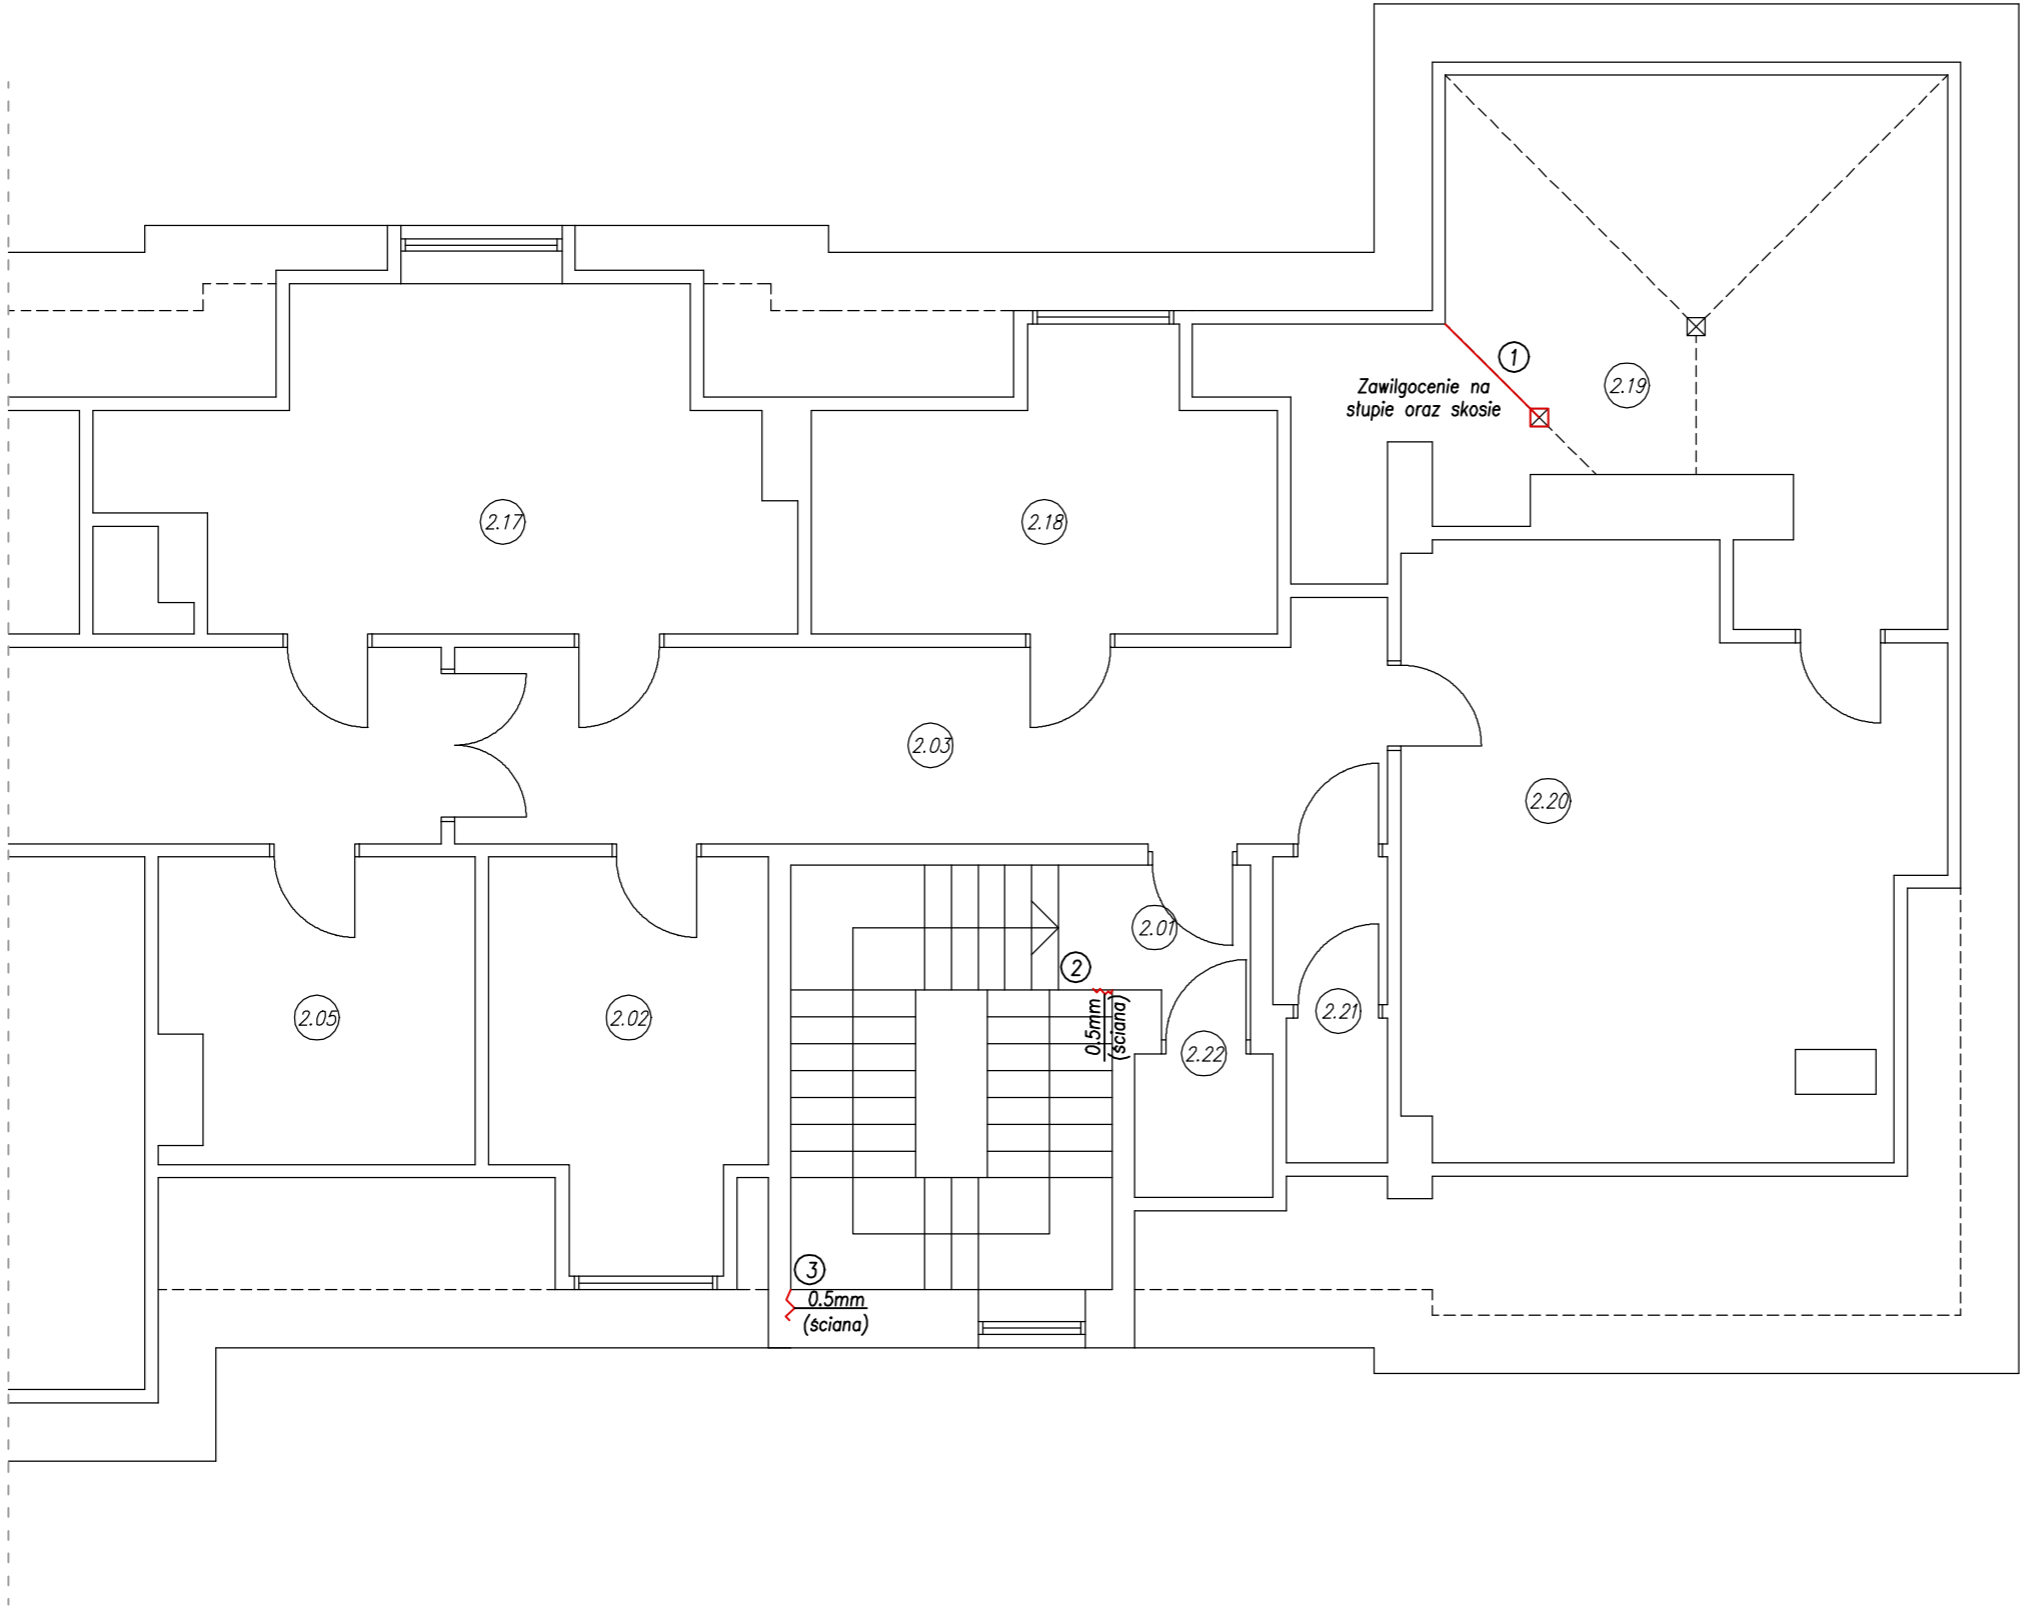 1
Zawilgocenie na
słupie oraz skosie
2.19
2.17
2.18
2.03
2.20
2.01
2
0.5mm
(ściana)
2.05
2.02
2.21
2.22
3
0.5mm
(ściana)